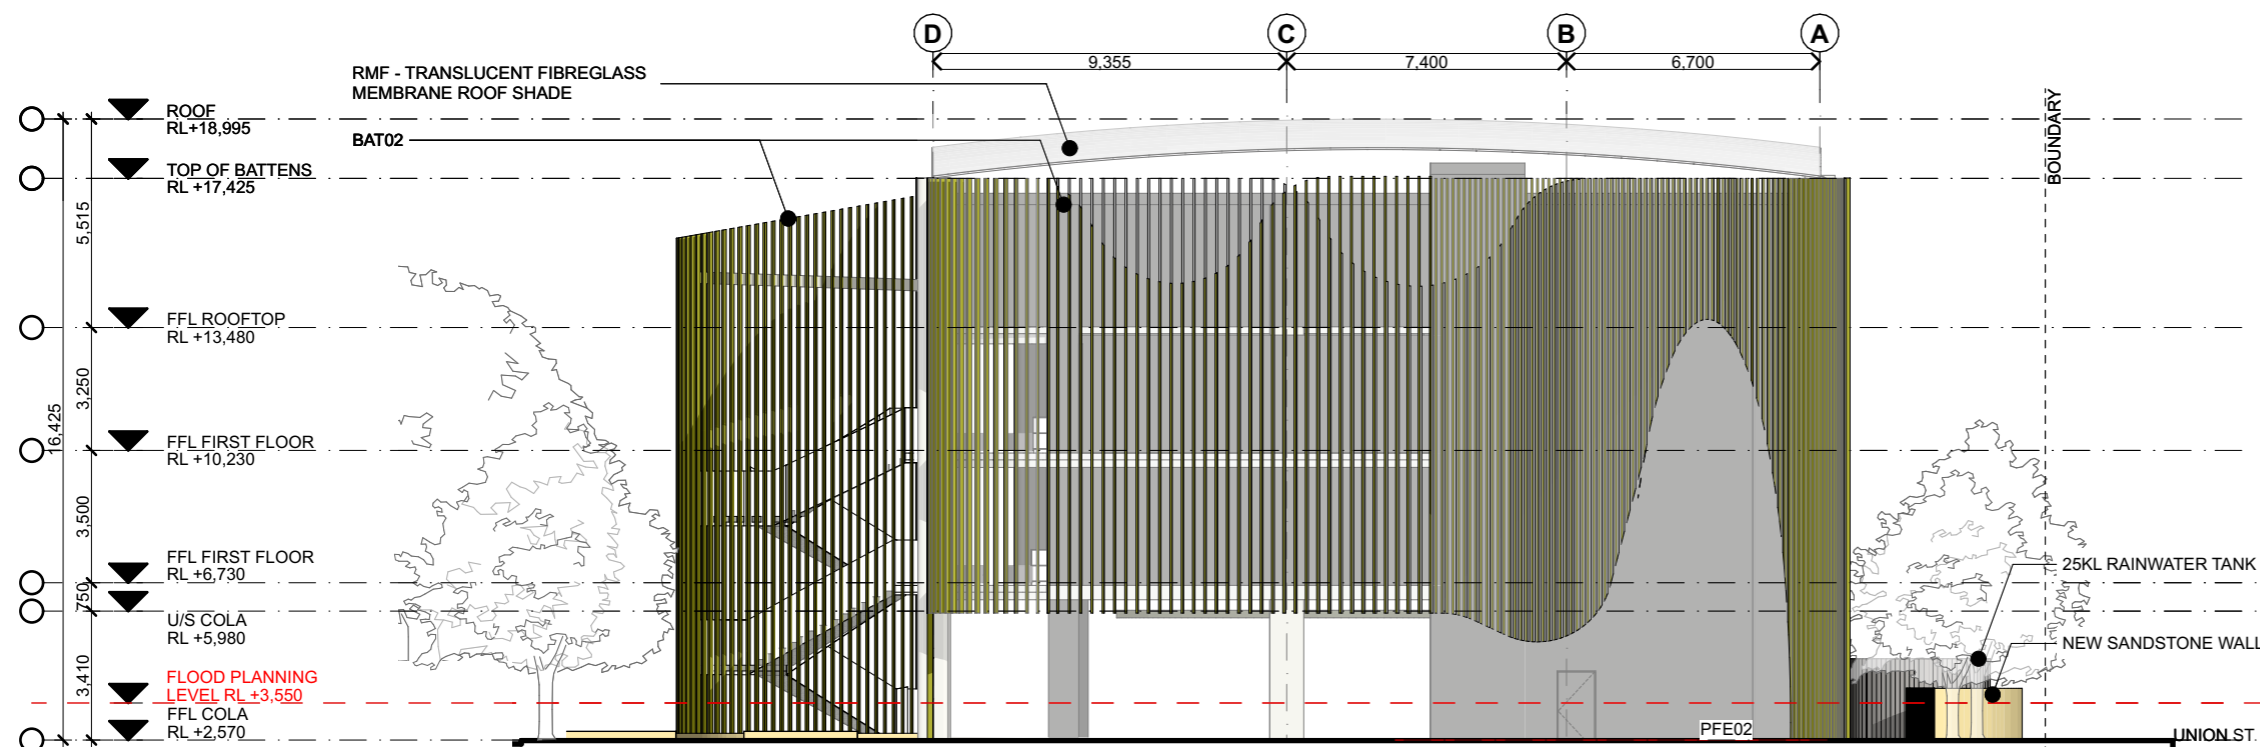 D
C
B
A
9,355
7,400
6,700
RMF - TRANSLUCENT FIBREGLASS
MEMBRANE ROOF SHADE
BAT02
ROOF
RL+18,995
TOP OF BATTENS
RL +17,425
FFL ROOFTOP
RL +13,480
FFL FIRST FLOOR
RL +10,230
FFL FIRST FLOOR
RL +6,730
U/S COLA
RL +5,980
FLOOD PLANNING
LEVEL RL +3,550
FFL COLA
RL +2,570
5,515
3,250
3,500
750
3,410
16,425
BOUNDARY
25KL RAINWATER TANK
NEW SANDSTONE WALL
PFE02
UNION ST.